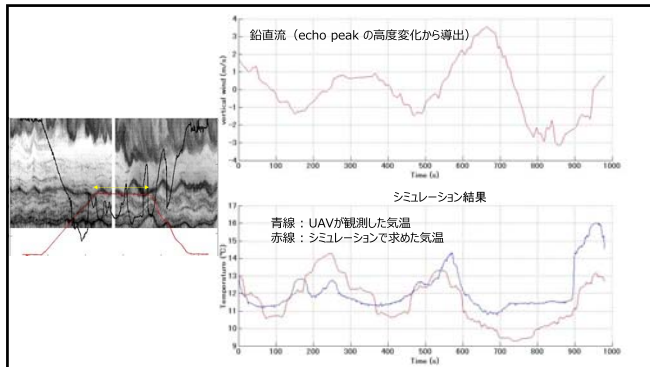 鉛直流（echo peak の高度変化から導出）
vertical wind (m/s)
4
3
2
1
0
-1
-2
-3
-4
0 100 200 300 400 500 600 700 800 900 1000
Time (s)
シミュレーション結果
青線：UAVが観測した気温
赤線：シミュレーションで求めた気温
Temperature (℃)
17
16
15
14
13
12
11
10
9
0 100 200 300 400 500 600 700 800 900 1000
Time (s)